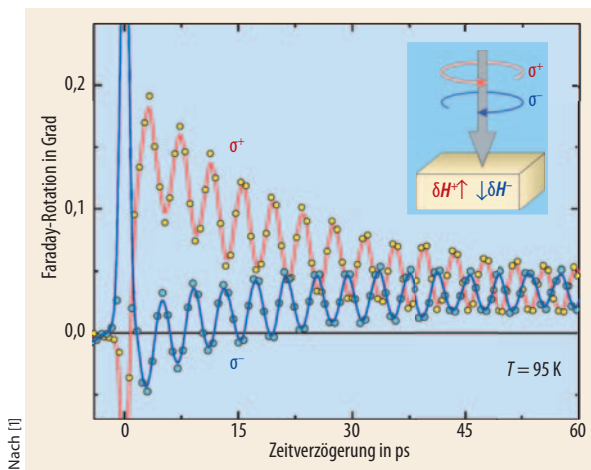 0,2
0,1
0,0
Faraday-Rotation in Grad
σ⁺
σ⁻
σ⁺
σ⁻
δH⁺↑ ↓δH⁻
T = 95 K
0 15 30 45 60
Zeitverzögerung in ps
Nach [1]